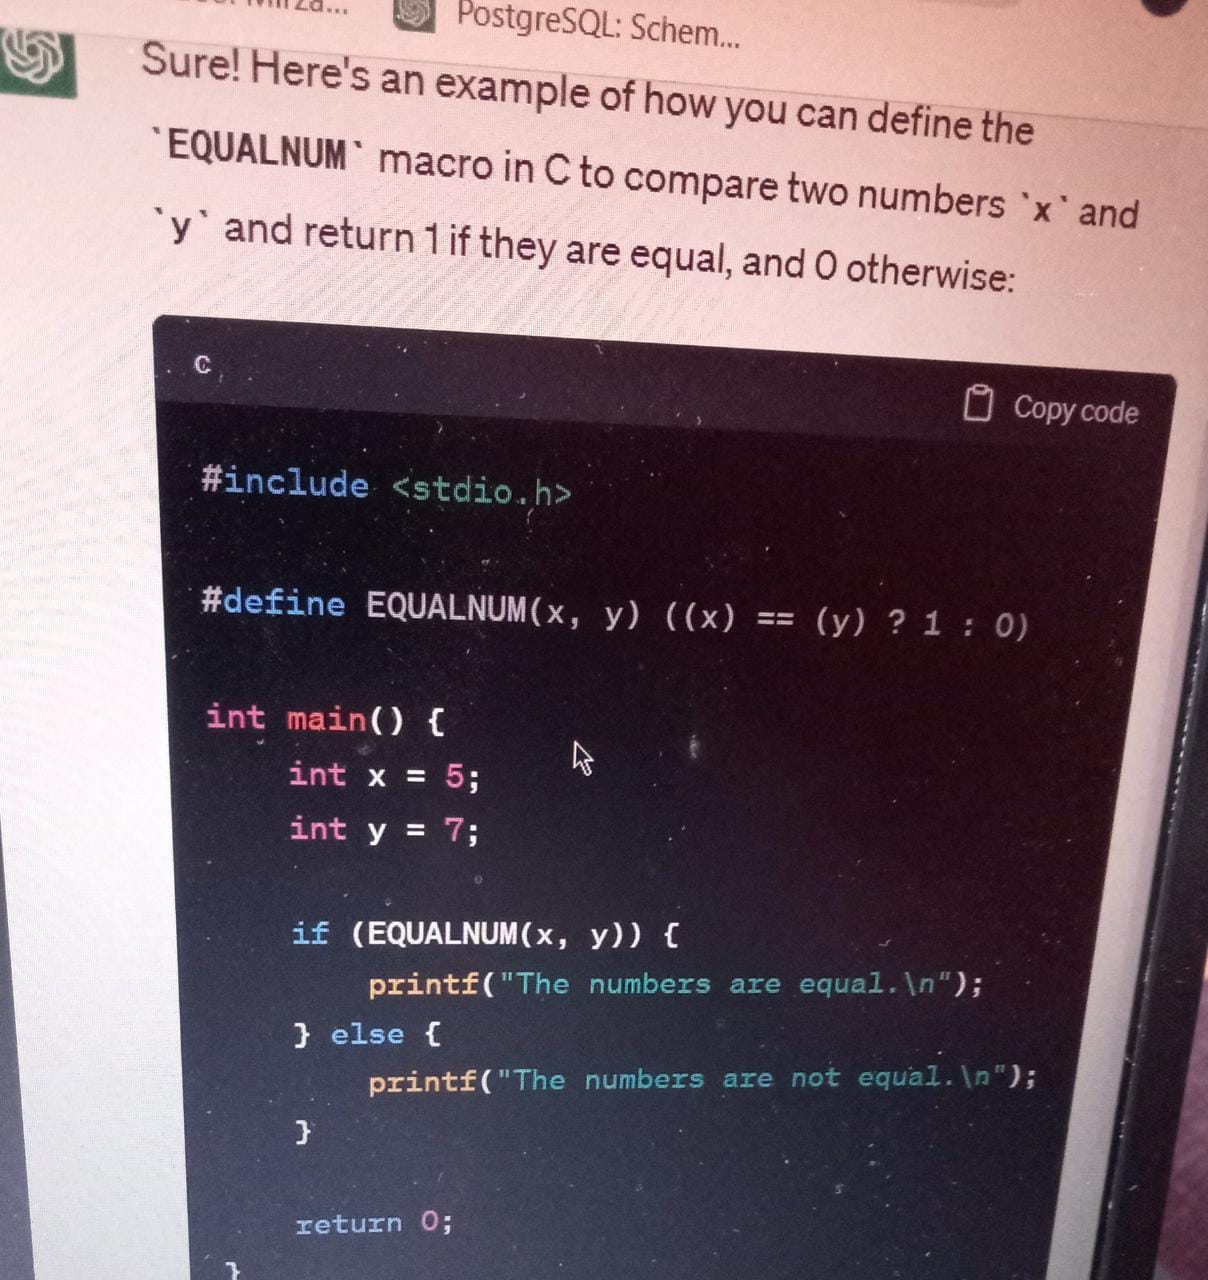 PostgreSQL: Schem...
Sure! Here's an example of how you can define the
`EQUALNUM` macro in C to compare two numbers `x` and
`y` and return 1 if they are equal, and 0 otherwise:
c
Copy code
#include <stdio.h>
#define EQUALNUM(x, y) ((x) == (y) ? 1 : 0)
int main() {
    int x = 5;
    int y = 7;
    if (EQUALNUM(x, y)) {
        printf("The numbers are equal.\n");
    } else {
        printf("The numbers are not equal.\n");
    }
    return 0;
}